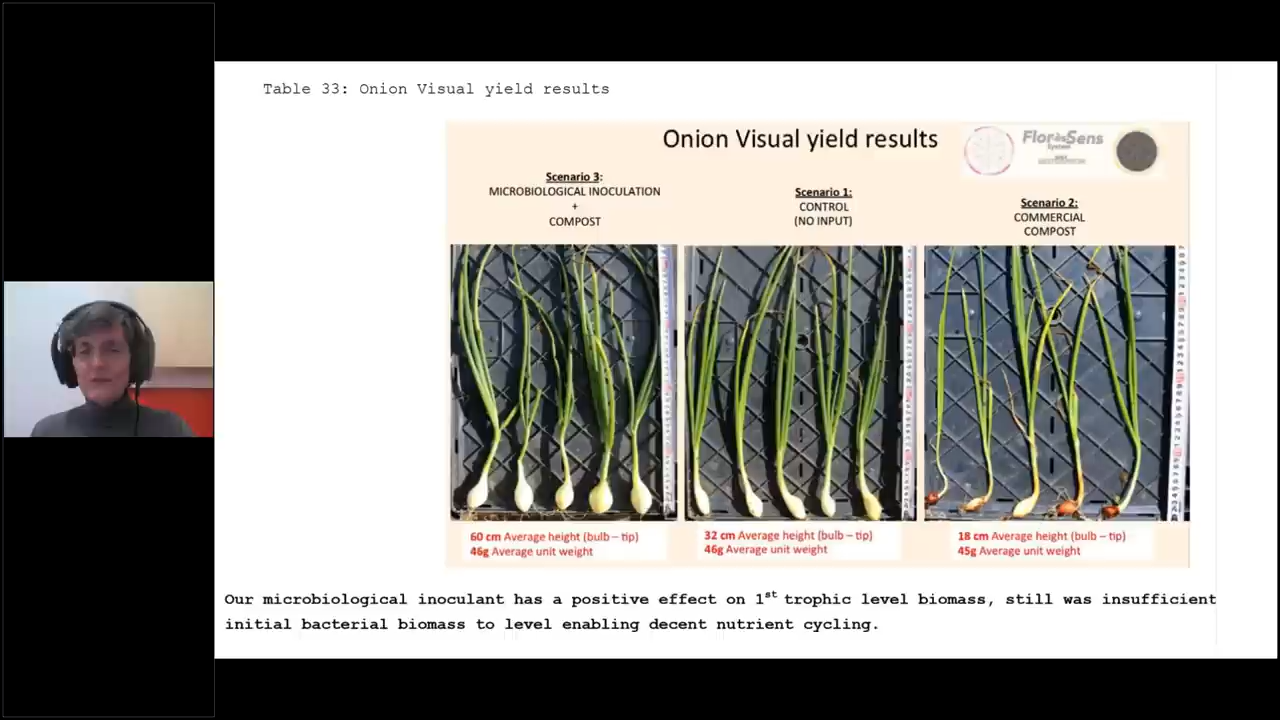 Table 33: Onion Visual yield results
Onion Visual yield results
FloraSens
System
Scenario 3:
MICROBIOLOGICAL INOCULATION
+
COMPOST
Scenario 1:
CONTROL
(NO INPUT)
Scenario 2:
COMMERCIAL
COMPOST
60 cm Average height (bulb – tip)
46g Average unit weight
32 cm Average height (bulb – tip)
46g Average unit weight
18 cm Average height (bulb – tip)
45g Average unit weight
Our microbiological inoculant has a positive effect on 1st trophic level biomass, still was insufficient
initial bacterial biomass to level enabling decent nutrient cycling.